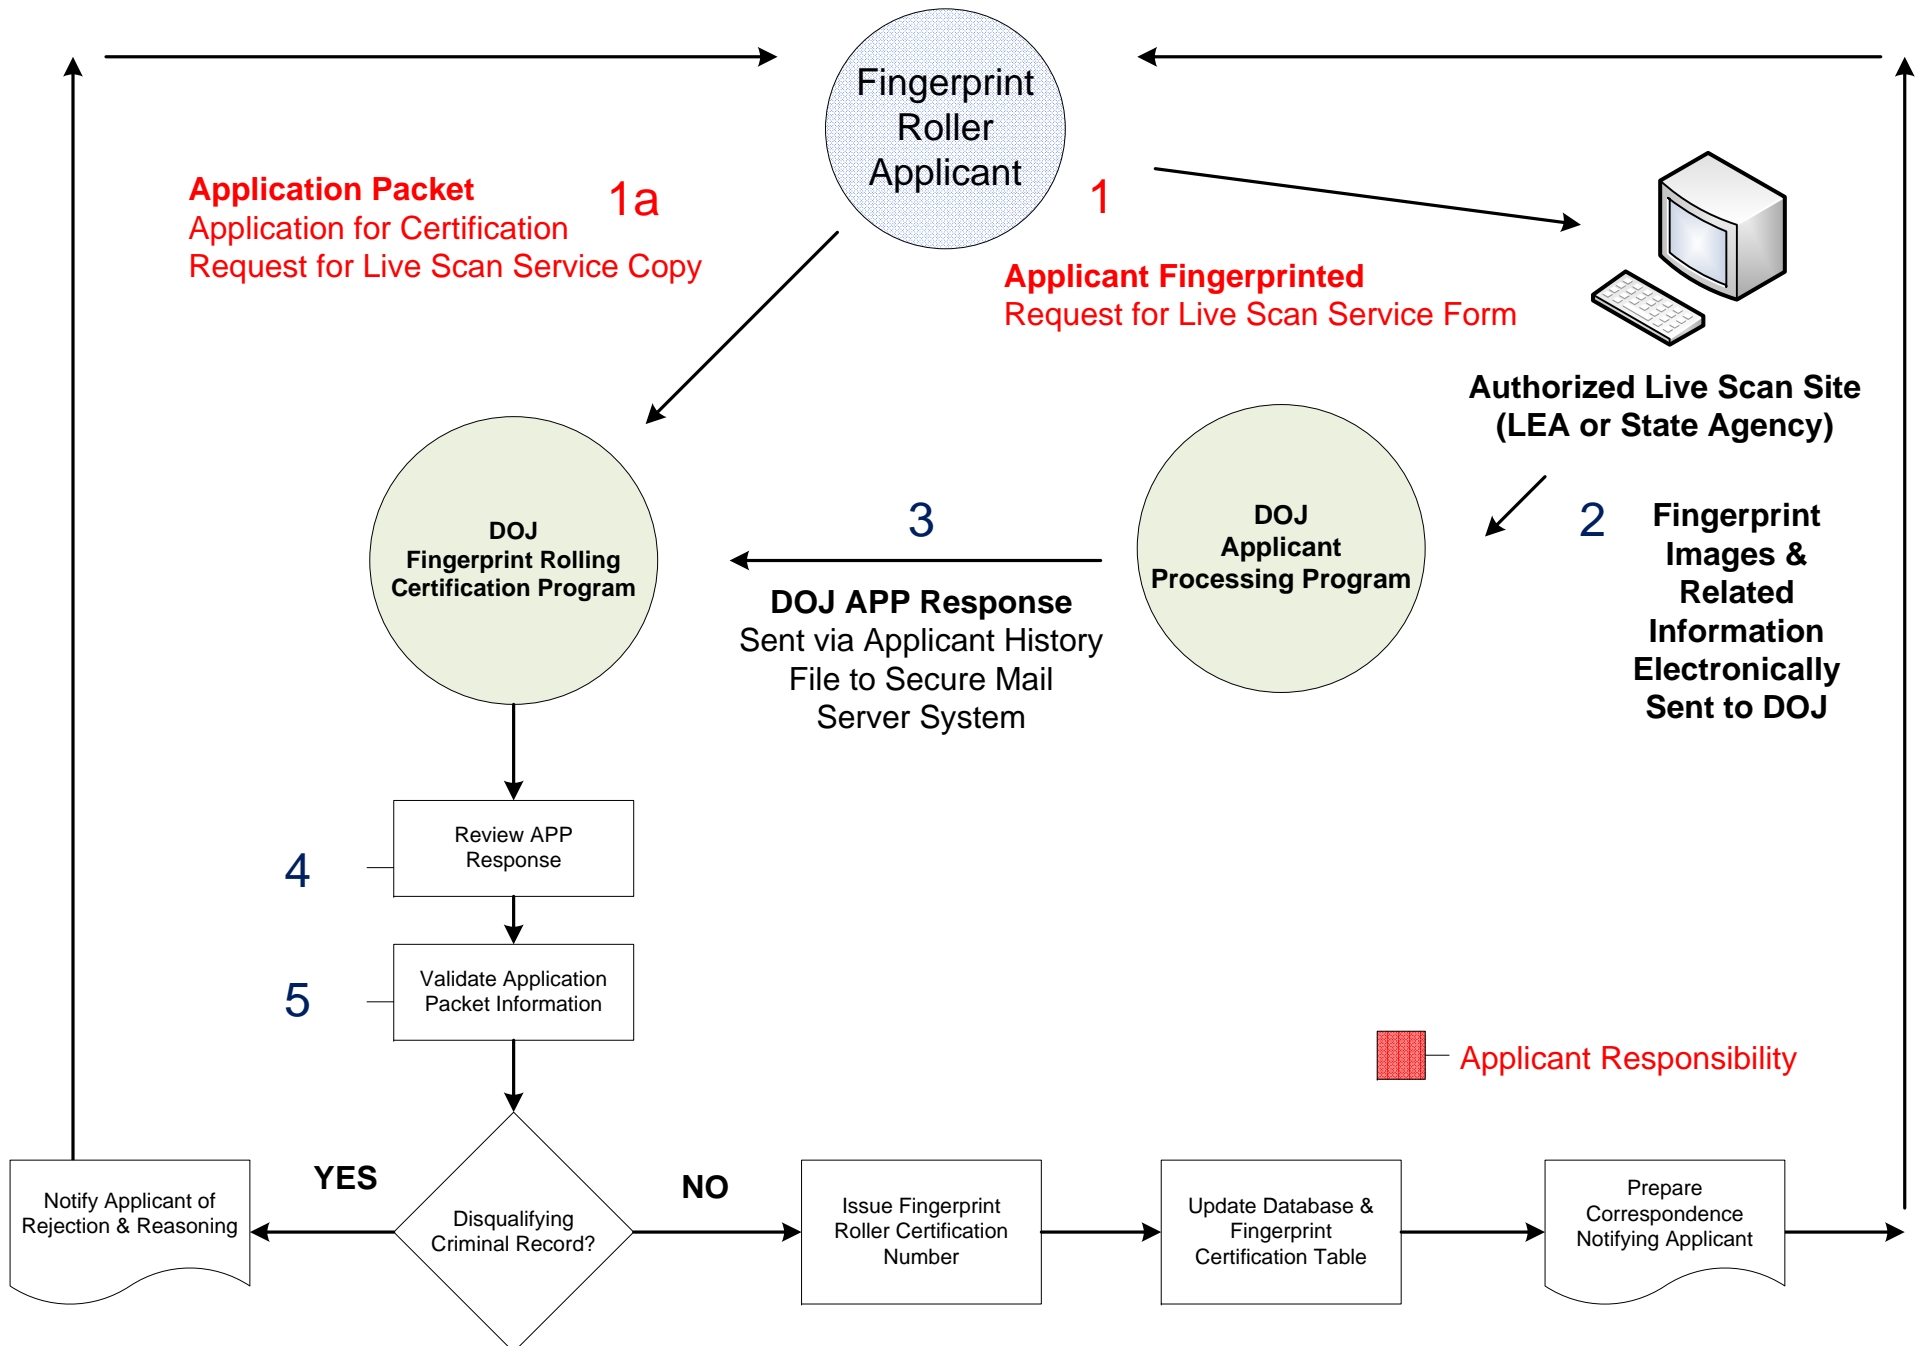 Fingerprint
Roller
Applicant
Application Packet
Application for Certification
Request for Live Scan Service Copy
1a
1
Applicant Fingerprinted
Request for Live Scan Service Form
Authorized Live Scan Site
(LEA or State Agency)
DOJ
Fingerprint Rolling
Certification Program
3
DOJ APP Response
Sent via Applicant History
File to Secure Mail
Server System
DOJ
Applicant
Processing Program
2
Fingerprint
Images &
Related
Information
Electronically
Sent to DOJ
4
Review APP
Response
5
Validate Application
Packet Information
Applicant Responsibility
Notify Applicant of
Rejection & Reasoning
YES
Disqualifying
Criminal Record?
NO
Issue Fingerprint
Roller Certification
Number
Update Database &
Fingerprint
Certification Table
Prepare
Correspondence
Notifying Applicant